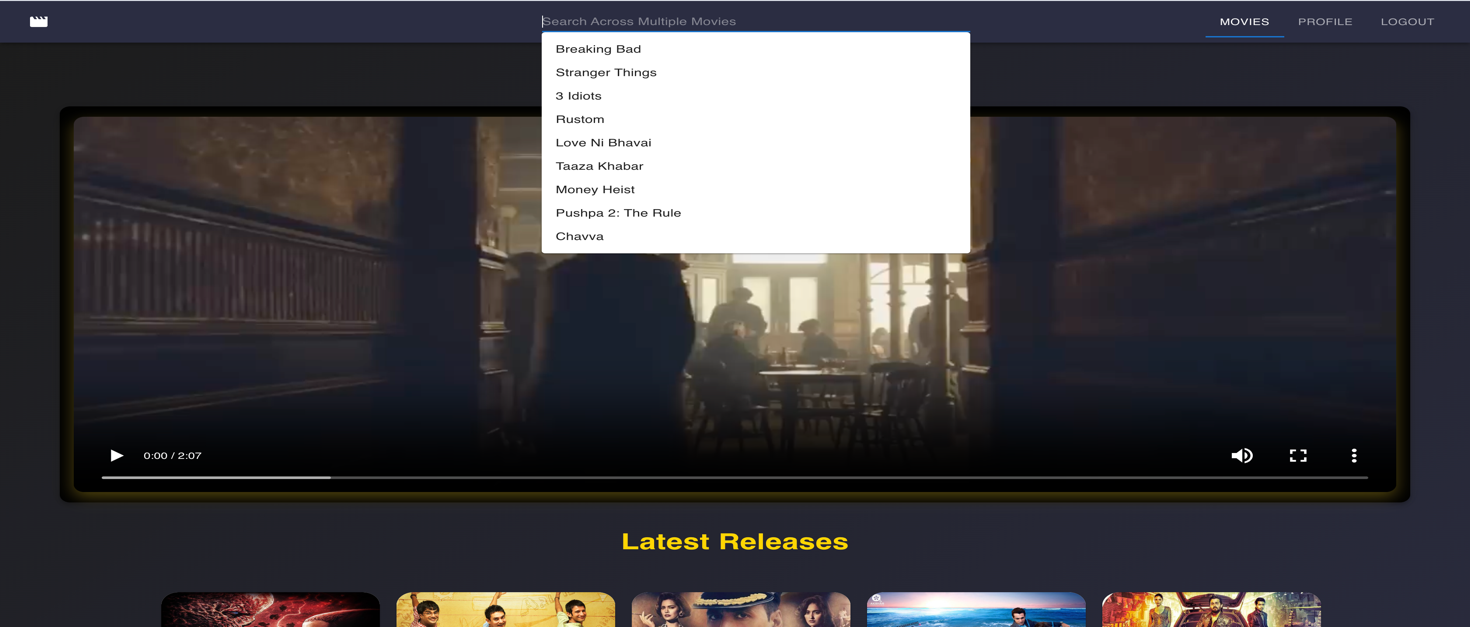 Search Across Multiple Movies
MOVIES PROFILE LOGOUT
Breaking Bad
Stranger Things
3 Idiots
Rustom
Love Ni Bhavai
Taaza Khabar
Money Heist
Pushpa 2: The Rule
Chavva
0:00 / 2:07
Latest Releases